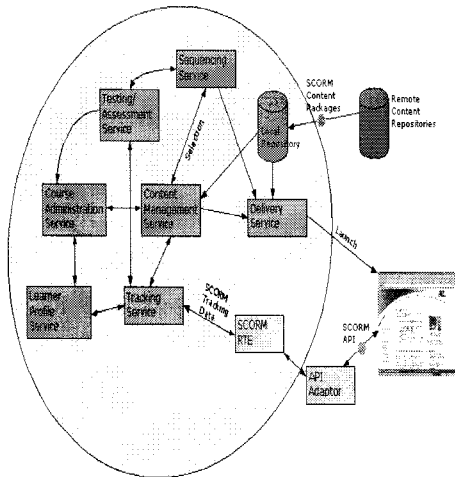 Sequencing
Service
SCORM
Content
Packages
Testing/
Assessment
Service
Selection
Local
Repository
Remote
Content
Repositories
Course
Administration
Service
Content
Management
Service
Delivery
Service
Launch
Learner
Profile
Service
Tracking
Service
SCORM
Tracking
Data
SCORM
RTE
SCORM
API
API
Adaptor